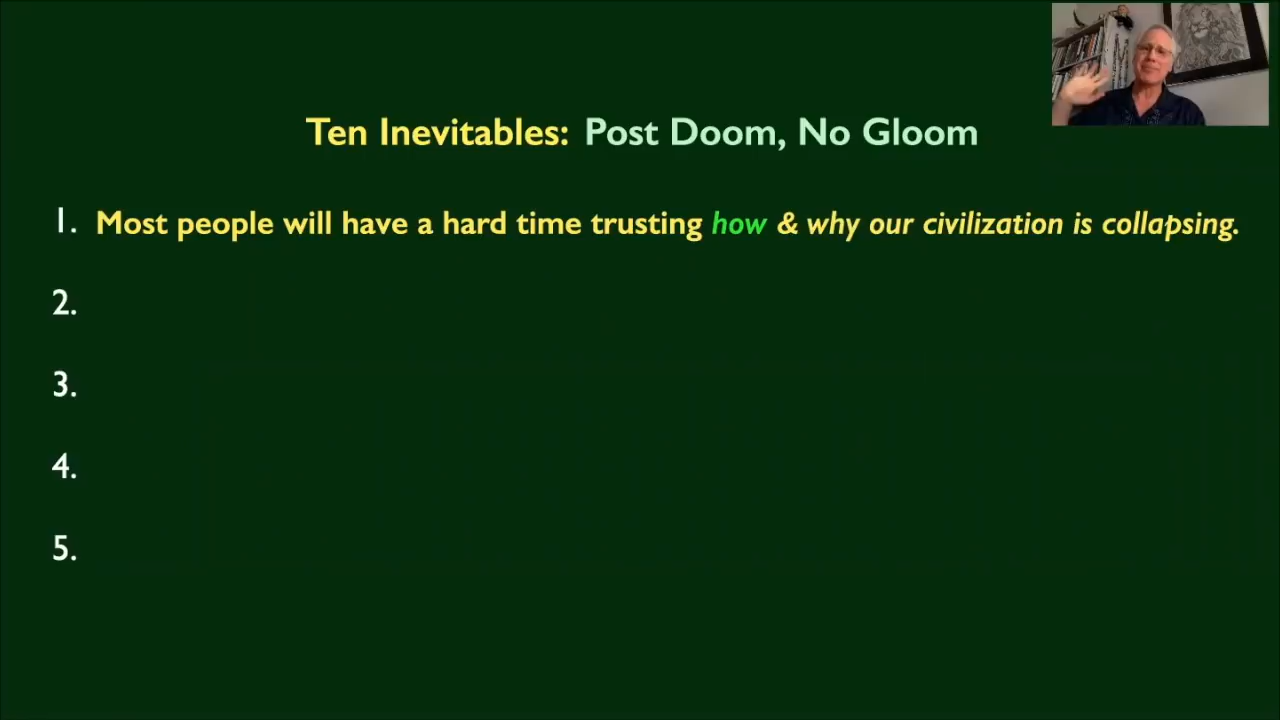 Ten Inevitables: Post Doom, No Gloom
1. Most people will have a hard time trusting how & why our civilization is collapsing.
2.
3.
4.
5.